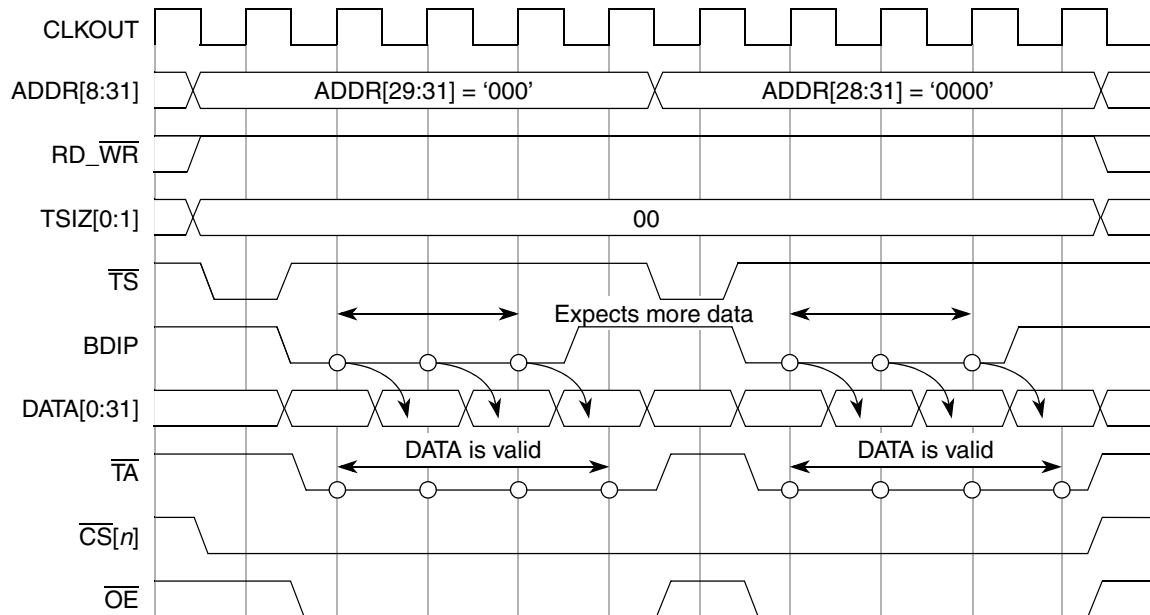 CLKOUT
ADDR[8:31] ADDR[29:31] = ‘000’ ADDR[28:31] = ‘0000’
RD_WR
TSIZ[0:1] 00
TS
Expects more data
BDIP
DATA[0:31]
DATA is valid DATA is valid
TA
CS[n]
OE